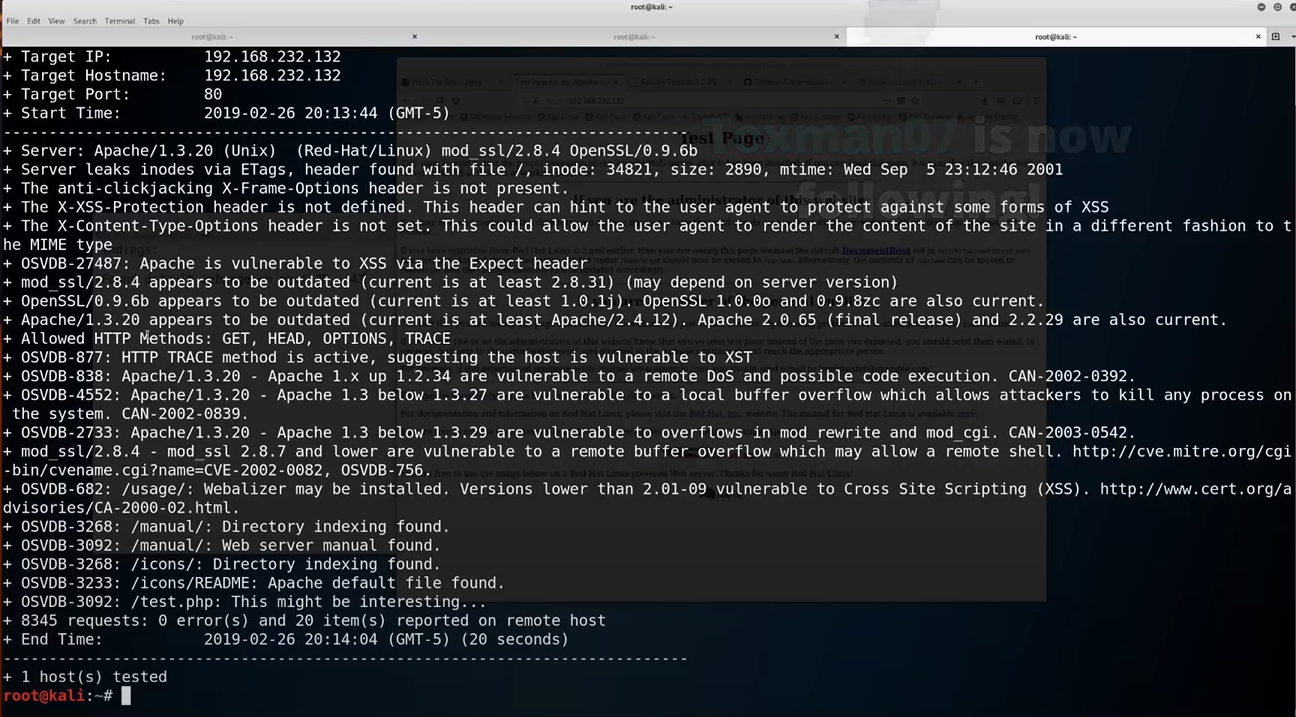 root@kali: ~
File Edit View Search Terminal Tabs Help
root@kali: ~ root@kali: ~ root@kali: ~
+ Target IP: 192.168.232.132
+ Target Hostname: 192.168.232.132
+ Target Port: 80
+ Start Time: 2019-02-26 20:13:44 (GMT-5)
---------------------------------------------------------------------------
+ Server: Apache/1.3.20 (Unix)  (Red-Hat/Linux) mod_ssl/2.8.4 OpenSSL/0.9.6b
+ Server leaks inodes via ETags, header found with file /, inode: 34821, size: 2890, mtime: Wed Sep  5 23:12:46 2001
+ The anti-clickjacking X-Frame-Options header is not present.
+ The X-XSS-Protection header is not defined. This header can hint to the user agent to protect against some forms of XSS
+ The X-Content-Type-Options header is not set. This could allow the user agent to render the content of the site in a different fashion to t
he MIME type
+ OSVDB-27487: Apache is vulnerable to XSS via the Expect header
+ mod_ssl/2.8.4 appears to be outdated (current is at least 2.8.31) (may depend on server version)
+ OpenSSL/0.9.6b appears to be outdated (current is at least 1.0.1j). OpenSSL 1.0.0o and 0.9.8zc are also current.
+ Apache/1.3.20 appears to be outdated (current is at least Apache/2.4.12). Apache 2.0.65 (final release) and 2.2.29 are also current.
+ Allowed HTTP Methods: GET, HEAD, OPTIONS, TRACE
+ OSVDB-877: HTTP TRACE method is active, suggesting the host is vulnerable to XST
+ OSVDB-838: Apache/1.3.20 - Apache 1.x up 1.2.34 are vulnerable to a remote DoS and possible code execution. CAN-2002-0392.
+ OSVDB-4552: Apache/1.3.20 - Apache 1.3 below 1.3.27 are vulnerable to a local buffer overflow which allows attackers to kill any process on
the system. CAN-2002-0839.
+ OSVDB-2733: Apache/1.3.20 - Apache 1.3 below 1.3.29 are vulnerable to overflows in mod_rewrite and mod_cgi. CAN-2003-0542.
+ mod_ssl/2.8.4 - mod_ssl 2.8.7 and lower are vulnerable to a remote buffer overflow which may allow a remote shell. http://cve.mitre.org/cgi
-bin/cvename.cgi?name=CVE-2002-0082, OSVDB-756.
+ OSVDB-682: /usage/: Webalizer may be installed. Versions lower than 2.01-09 vulnerable to Cross Site Scripting (XSS). http://www.cert.org/a
dvisories/CA-2000-02.html.
+ OSVDB-3268: /manual/: Directory indexing found.
+ OSVDB-3092: /manual/: Web server manual found.
+ OSVDB-3268: /icons/: Directory indexing found.
+ OSVDB-3233: /icons/README: Apache default file found.
+ OSVDB-3092: /test.php: This might be interesting...
+ 8345 requests: 0 error(s) and 20 item(s) reported on remote host
+ End Time: 2019-02-26 20:14:04 (GMT-5) (20 seconds)
---------------------------------------------------------------------------
+ 1 host(s) tested
root@kali:~#
Test Page
Toxman07 is now
following!